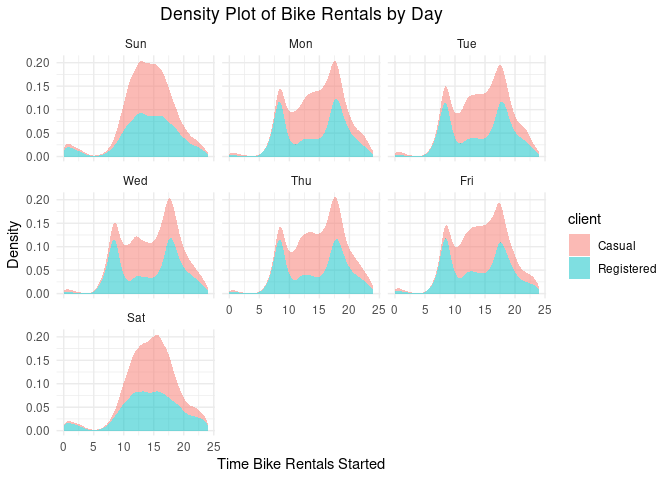 Density Plot of Bike Rentals by Day
Sun Mon Tue
0.20
0.15
0.10
0.05
0.00
Wed Thu Fri
0.20
0.15
0.10
0.05
0.00
0 5 10 15 20 25 0 5 10 15 20 25
Sat
0.20
0.15
0.10
0.05
0.00
0 5 10 15 20 25
Time Bike Rentals Started
Density
client
Casual
Registered